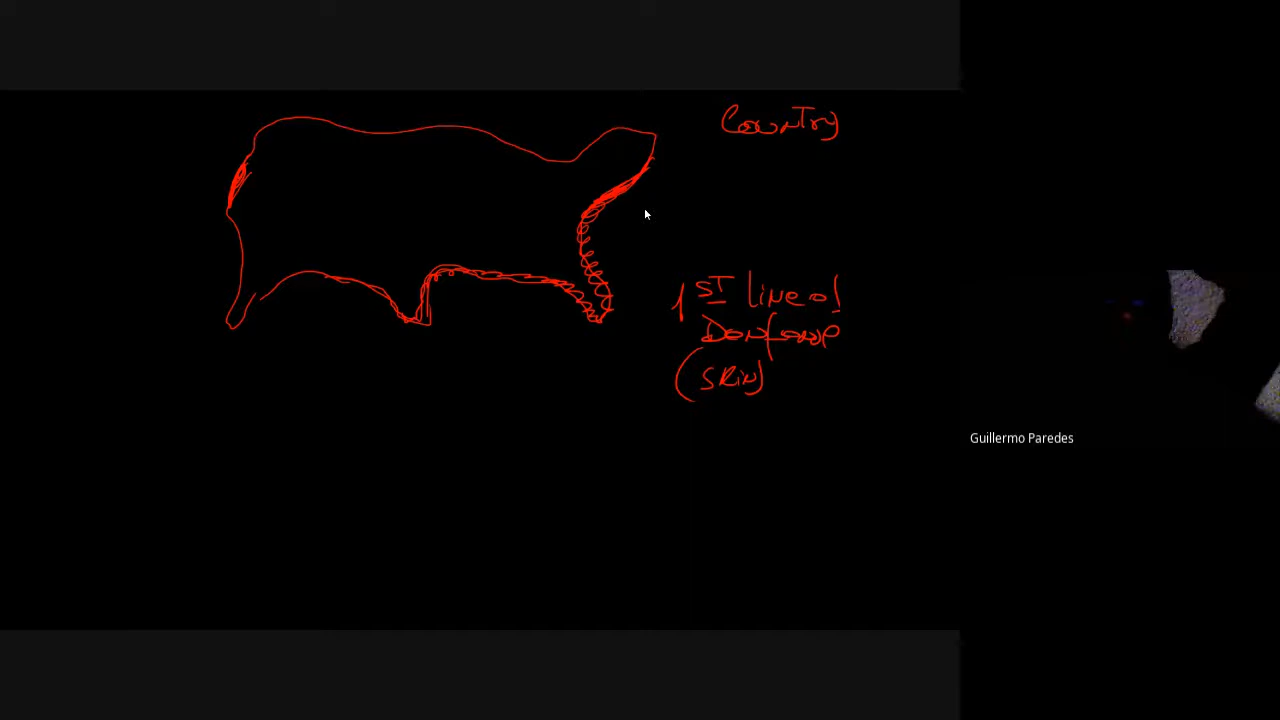 Country
1ST line of
Defense
(Skin)
Guillermo Paredes